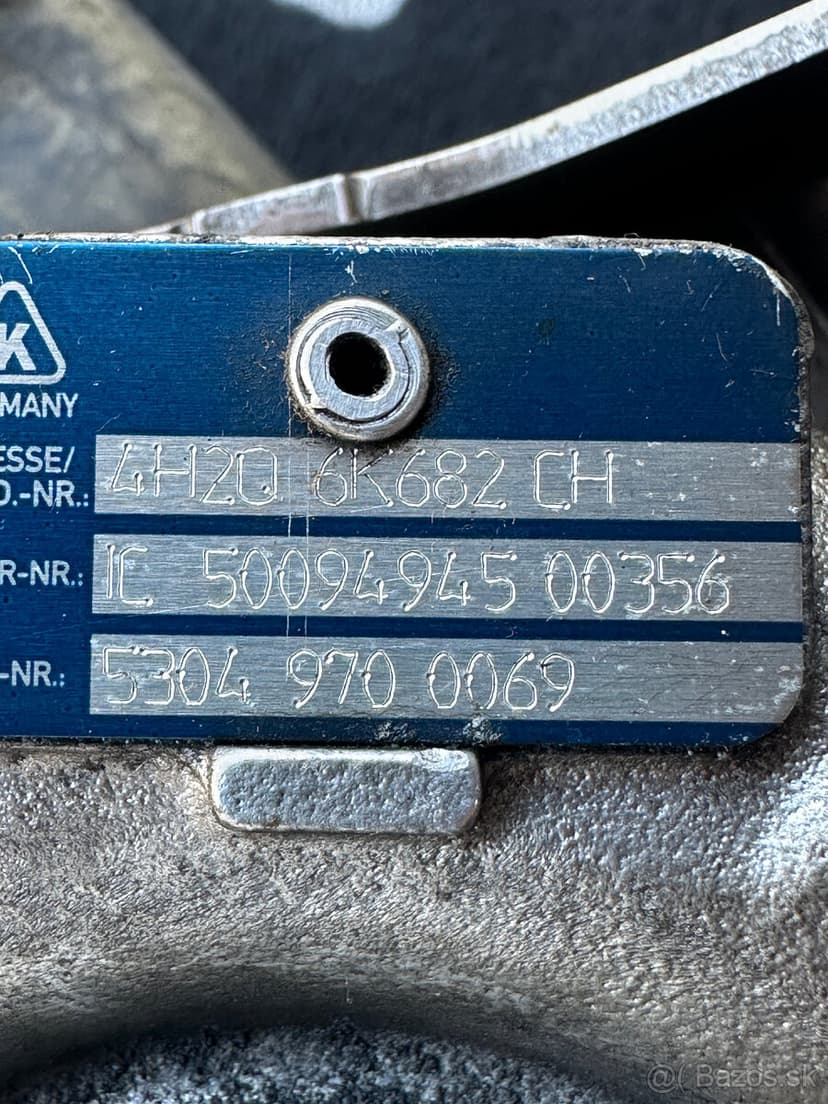 K
MANY
ESSE/
D.-NR.: 4H2Q 6K682 CH
R-NR.: IC 50094945 00356
-NR.: 5304 970 0069
@( Bazos.sk